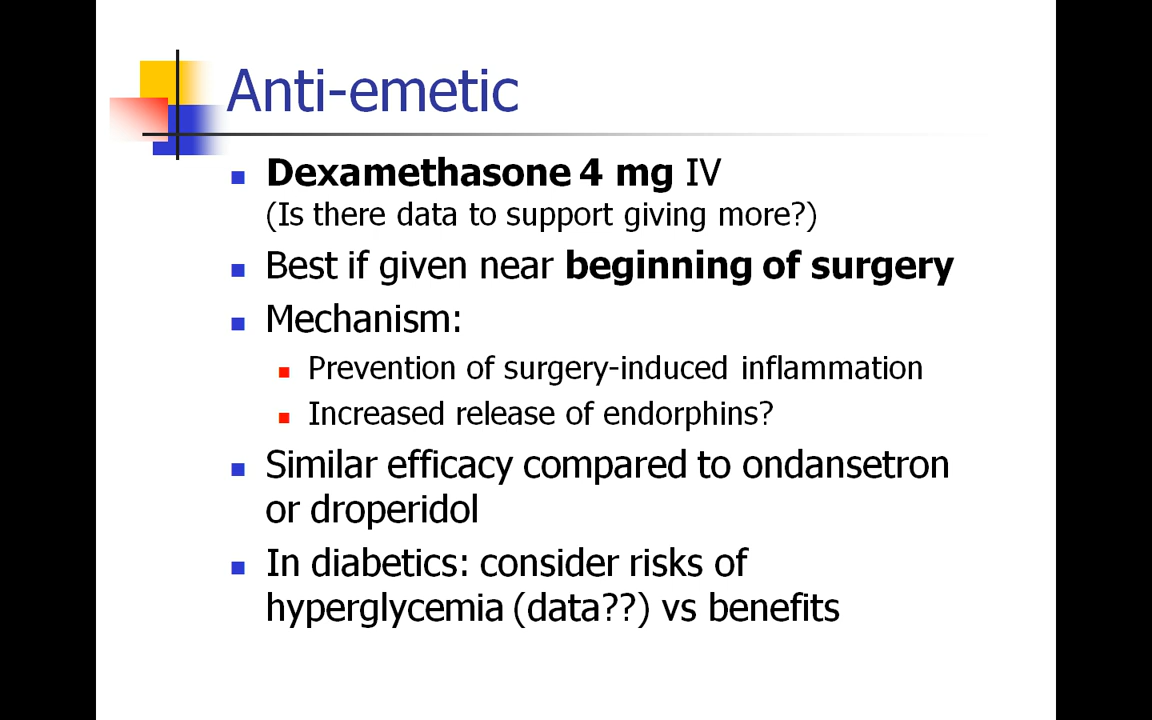 Anti-emetic
Dexamethasone 4 mg IV
(Is there data to support giving more?)
Best if given near beginning of surgery
Mechanism:
Prevention of surgery-induced inflammation
Increased release of endorphins?
Similar efficacy compared to ondansetron
or droperidol
In diabetics: consider risks of
hyperglycemia (data??) vs benefits